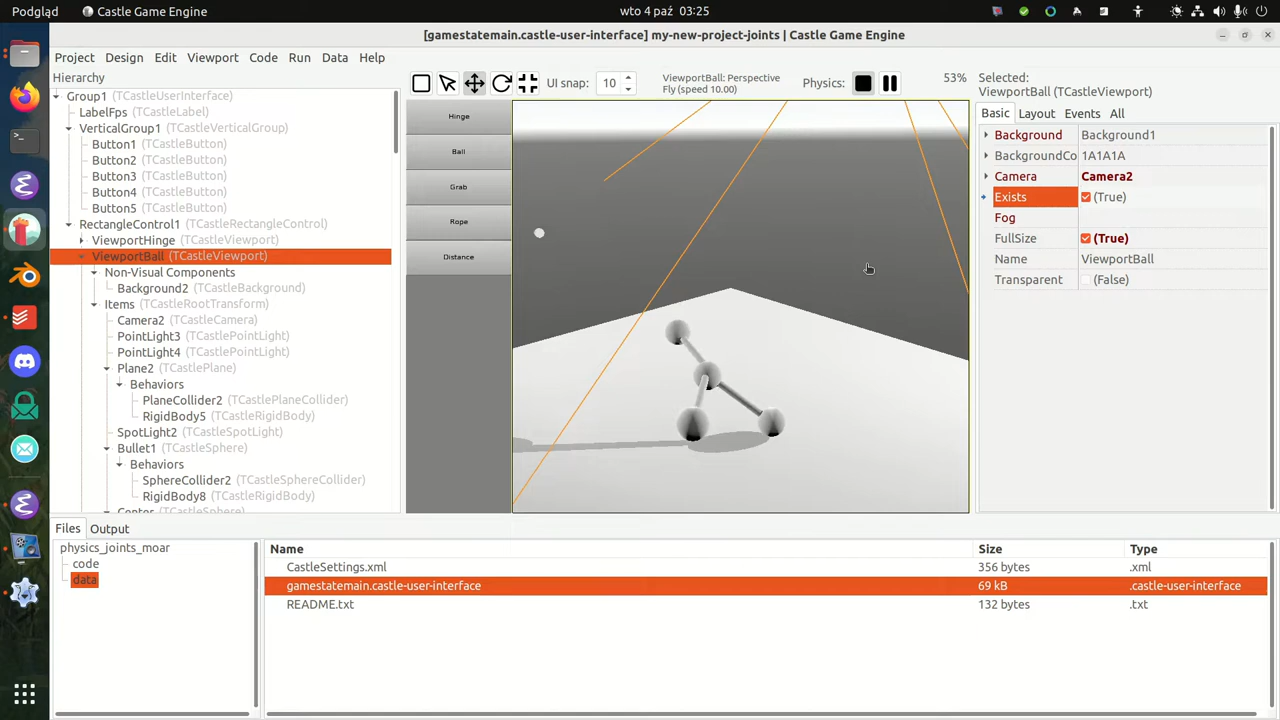 Podgląd
Castle Game Engine
wto 4 paź 03:25
[gamestatemain.castle-user-interface] my-new-project-joints | Castle Game Engine
Project
Design
Edit
Viewport
Code
Run
Data
Help
Hierarchy
Group1 (TCastleUserInterface)
LabelFps (TCastleLabel)
VerticalGroup1 (TCastleVerticalGroup)
Button1 (TCastleButton)
Button2 (TCastleButton)
Button3 (TCastleButton)
Button4 (TCastleButton)
Button5 (TCastleButton)
RectangleControl1 (TCastleRectangleControl)
ViewportHinge (TCastleViewport)
ViewportBall (TCastleViewport)
Non-Visual Components
Background2 (TCastleBackground)
Items (TCastleRootTransform)
Camera2 (TCastleCamera)
PointLight3 (TCastlePointLight)
PointLight4 (TCastlePointLight)
Plane2 (TCastlePlane)
Behaviors
PlaneCollider2 (TCastlePlaneCollider)
RigidBody5 (TCastleRigidBody)
SpotLight2 (TCastleSpotLight)
Bullet1 (TCastleSphere)
Behaviors
SphereCollider2 (TCastleSphereCollider)
RigidBody8 (TCastleRigidBody)
Center (TCastleSphere)
UI snap:
10
ViewportBall: Perspective
Fly (speed 10.00)
Physics:
53%
Hinge
Ball
Grab
Rope
Distance
Selected:
ViewportBall (TCastleViewport)
Basic
Layout
Events
All
Background
Background1
BackgroundCo
1A1A1A
Camera
Camera2
Exists
(True)
Fog
FullSize
(True)
Name
ViewportBall
Transparent
(False)
Files
Output
physics_joints_moar
code
data
Name
Size
Type
CastleSettings.xml
356 bytes
.xml
gamestatemain.castle-user-interface
69 kB
.castle-user-interface
README.txt
132 bytes
.txt